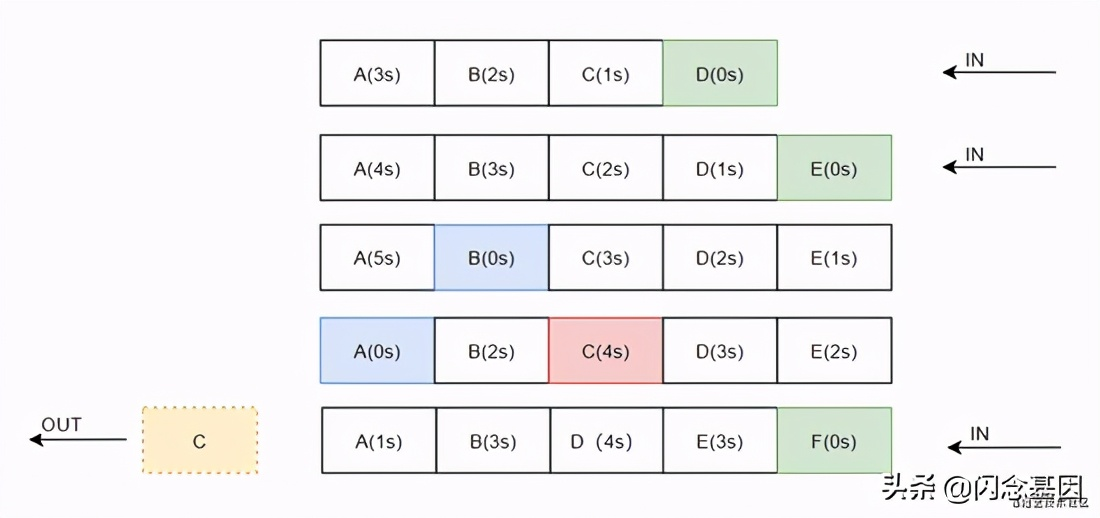 A(3s) B(2s) C(1s) D(0s) IN
A(4s) B(3s) C(2s) D(1s) E(0s) IN
A(5s) B(0s) C(3s) D(2s) E(1s)
A(0s) B(2s) C(4s) D(3s) E(2s)
OUT C A(1s) B(3s) D（4s） E(3s) F(0s) IN
头条 @闪念基因